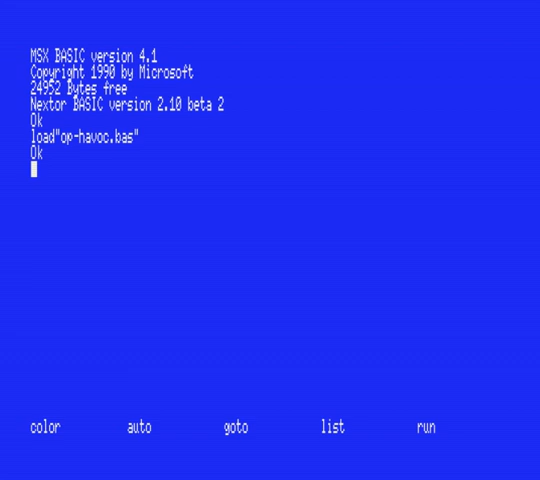 MSX BASIC version 4.1
Copyright 1990 by Microsoft
24952 Bytes free
Nextor BASIC version 2.10 beta 2
Ok
load"op-havoc.bas"
Ok
color auto goto list run